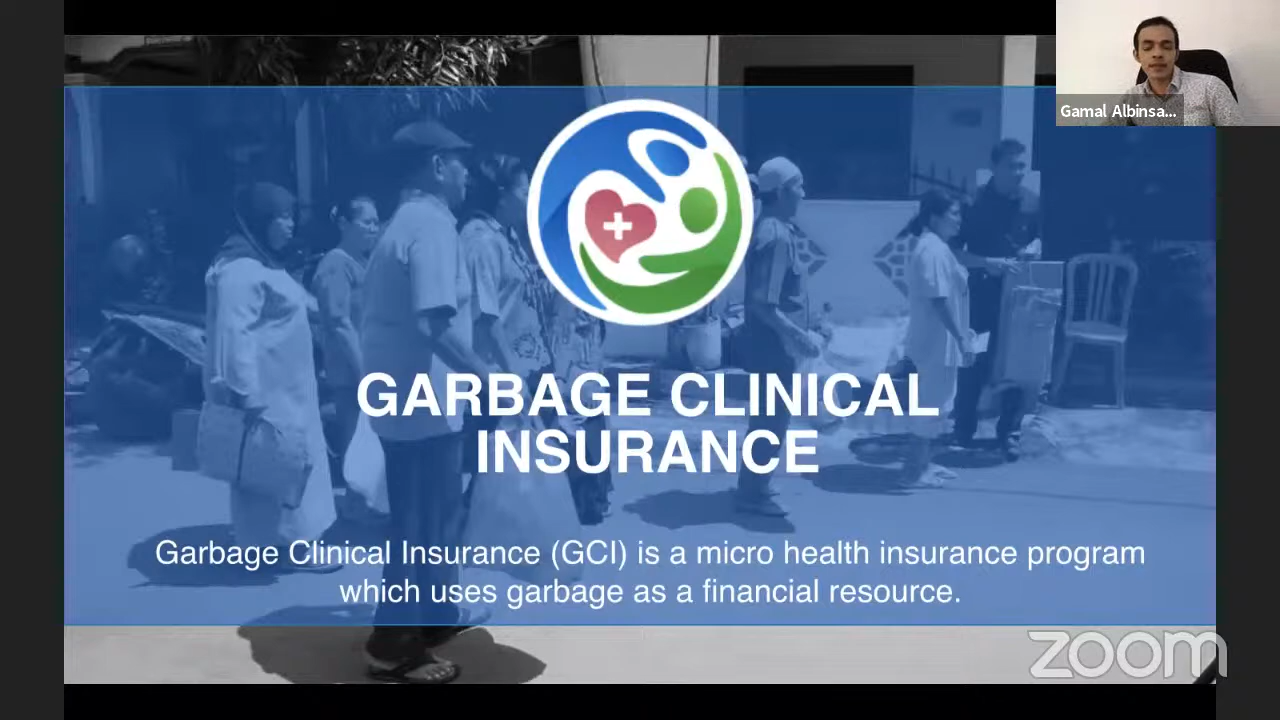 Gamal Albinsa...
GARBAGE CLINICAL
INSURANCE
Garbage Clinical Insurance (GCI) is a micro health insurance program
which uses garbage as a financial resource.
zoom